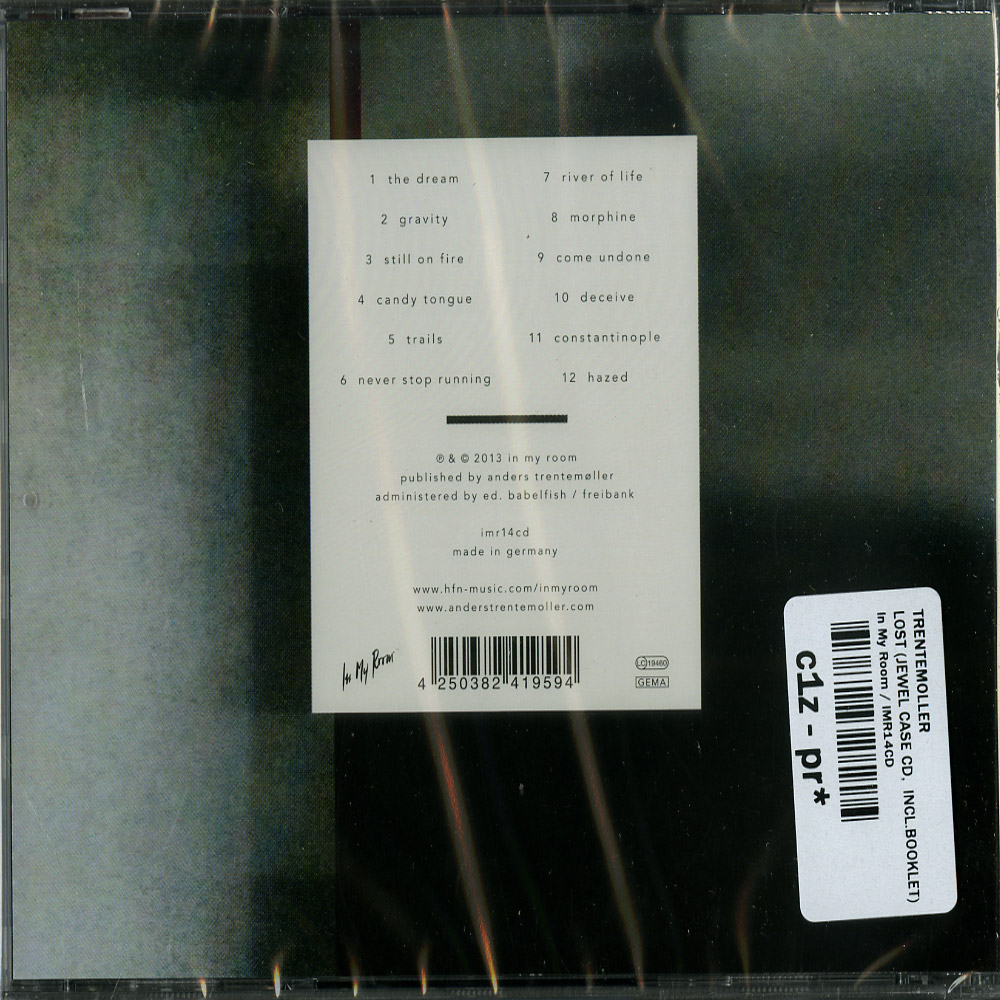 1 the dream
2 gravity
3 still on fire
4 candy tongue
5 trails
6 never stop running
7 river of life
8 morphine
9 come undone
10 deceive
11 constantinople
12 hazed
℗ & © 2013 in my room
published by anders trentemøller
administered by ed. babelfish / freibank
imr14cd
made in germany
www.hfn-music.com/inmyroom
www.anderstrentemoller.com
In My Room
4 250382 419594
LC 19460
GEMA
TRENTEMOLLER
LOST (JEWEL CASE CD, INCL.BOOKLET)
In My Room / IMR14CD
c1z - pr*